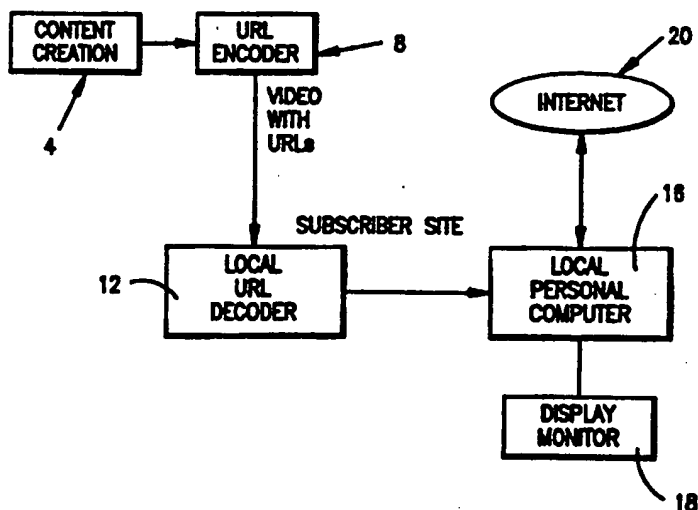 CONTENT
CREATION
URL
ENCODER
8
20
4
VIDEO
WITH
URLs
INTERNET
SUBSCRIBER SITE
16
12
LOCAL
URL
DECODER
LOCAL
PERSONAL
COMPUTER
DISPLAY
MONITOR
18